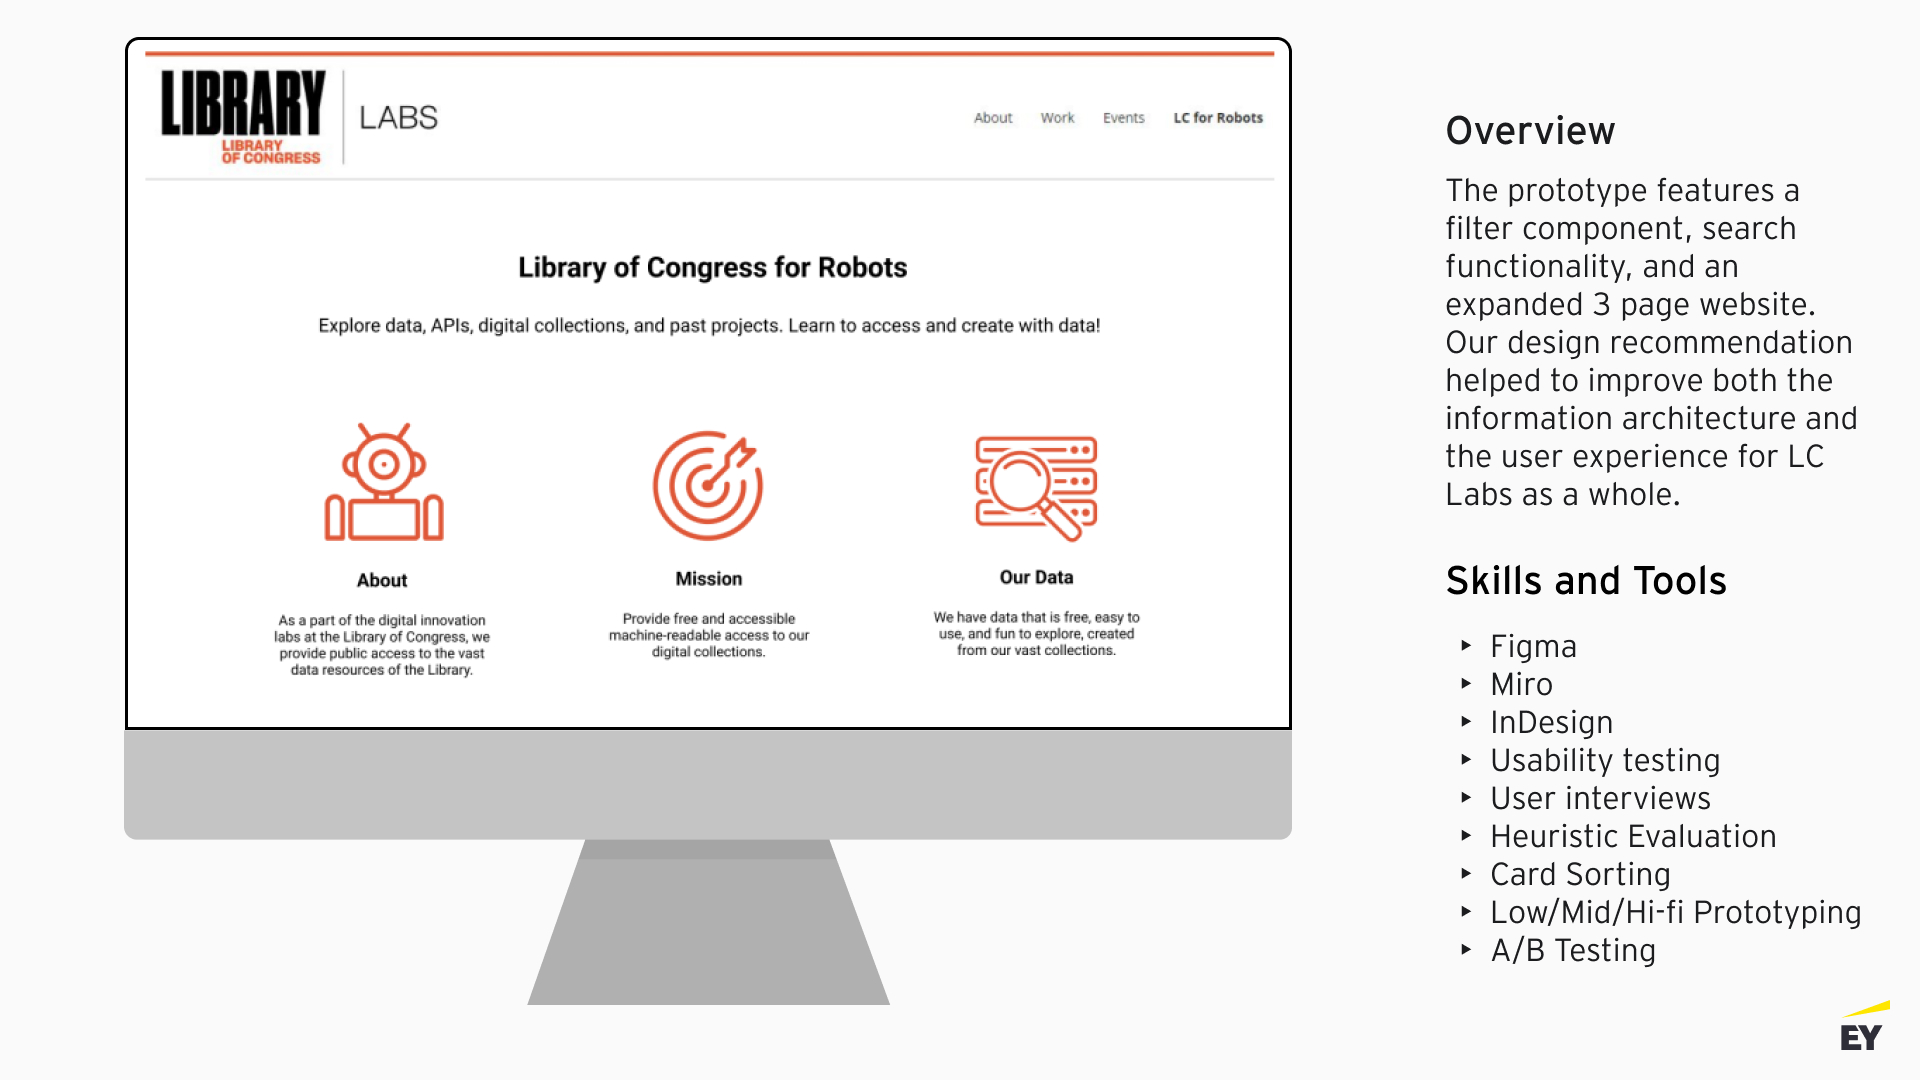 LIBRARY
LIBRARY
OF CONGRESS
LABS
About Work Events LC for Robots
Library of Congress for Robots
Explore data, APIs, digital collections, and past projects. Learn to access and create with data!
About
As a part of the digital innovation
labs at the Library of Congress, we
provide public access to the vast
data resources of the Library.
Mission
Provide free and accessible
machine-readable access to our
digital collections.
Our Data
We have data that is free, easy to
use, and fun to explore, created
from our vast collections.
Overview
The prototype features a
filter component, search
functionality, and an
expanded 3 page website.
Our design recommendation
helped to improve both the
information architecture and
the user experience for LC
Labs as a whole.
Skills and Tools
‣ Figma
‣ Miro
‣ InDesign
‣ Usability testing
‣ User interviews
‣ Heuristic Evaluation
‣ Card Sorting
‣ Low/Mid/Hi-fi Prototyping
‣ A/B Testing
EY